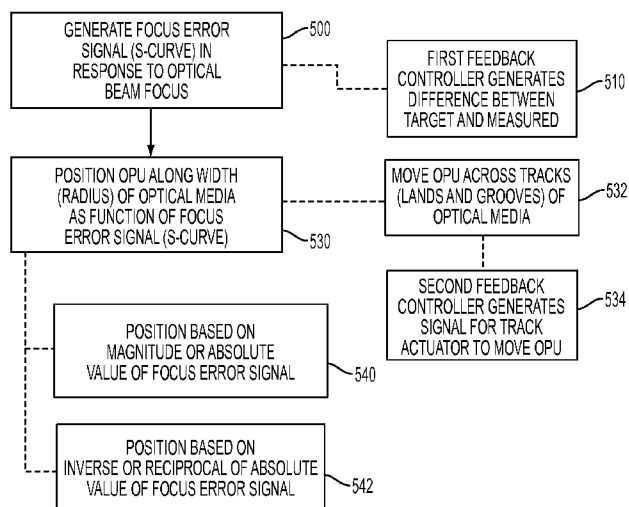 GENERATE FOCUS ERROR
SIGNAL (S-CURVE) IN
RESPONSE TO OPTICAL
BEAM FOCUS
500
FIRST FEEDBACK
CONTROLLER GENERATES
DIFFERENCE BETWEEN
TARGET AND MEASURED
510
POSITION OPU ALONG WIDTH
(RADIUS) OF OPTICAL MEDIA
AS FUNCTION OF FOCUS
ERROR SIGNAL (S-CURVE)
530
MOVE OPU ACROSS TRACKS
(LANDS AND GROOVES) OF
OPTICAL MEDIA
532
SECOND FEEDBACK
CONTROLLER GENERATES
SIGNAL FOR TRACK
ACTUATOR TO MOVE OPU
534
POSITION BASED ON
MAGNITUDE OR ABSOLUTE
VALUE OF FOCUS ERROR SIGNAL
540
POSITION BASED ON
INVERSE OR RECIPROCAL OF ABSOLUTE
VALUE OF FOCUS ERROR SIGNAL
542